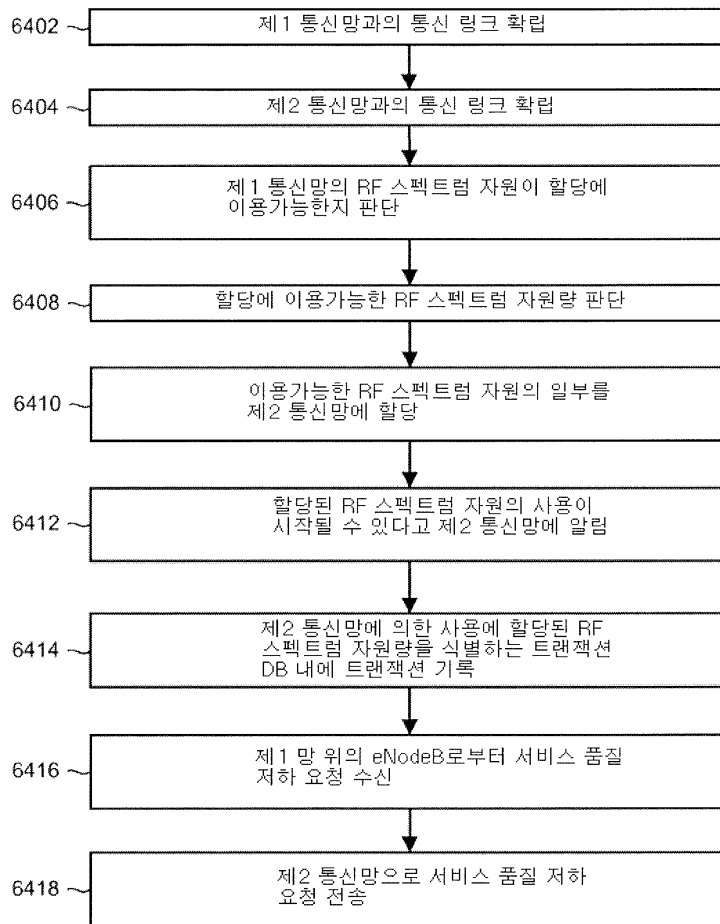 6402
제1 통신망과의 통신 링크 확립
6404
제2 통신망과의 통신 링크 확립
6406
제1 통신망의 RF 스펙트럼 자원이 할당에
이용가능한지 판단
6408
할당에 이용가능한 RF 스펙트럼 자원량 판단
6410
이용가능한 RF 스펙트럼 자원의 일부를
제2 통신망에 할당
6412
할당된 RF 스펙트럼 자원의 사용이
시작될 수 있다고 제2 통신망에 알림
6414
제2 통신망에 의한 사용에 할당된 RF
스펙트럼 자원량을 식별하는 트랜잭션
DB 내에 트랜잭션 기록
6416
제1 망 위의 eNodeB로부터 서비스 품질
저하 요청 수신
6418
제2 통신망으로 서비스 품질 저하
요청 전송